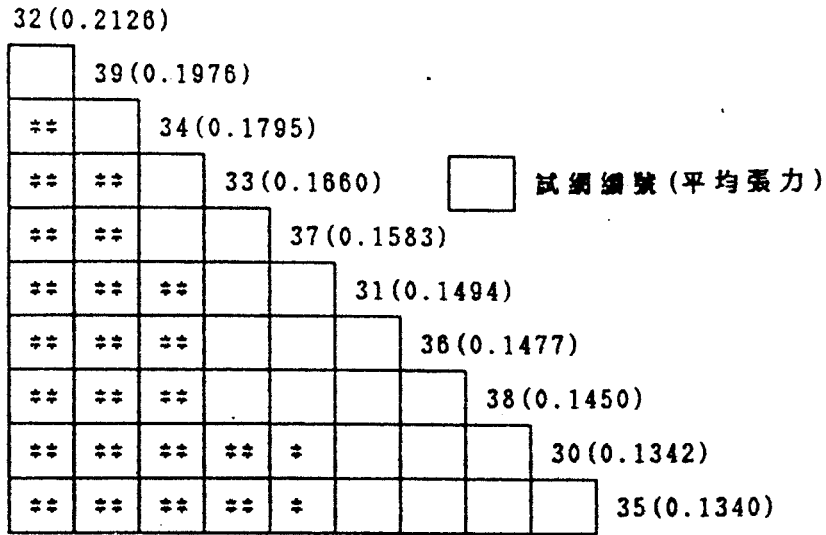 32(0.2126)
39(0.1976)
** 34(0.1795)
** ** 33(0.1660) 試網編號(平均張力)
** ** 37(0.1583)
** ** ** 31(0.1494)
** ** ** 36(0.1477)
** ** ** 38(0.1450)
** ** ** ** * 30(0.1342)
** ** ** ** * 35(0.1340)